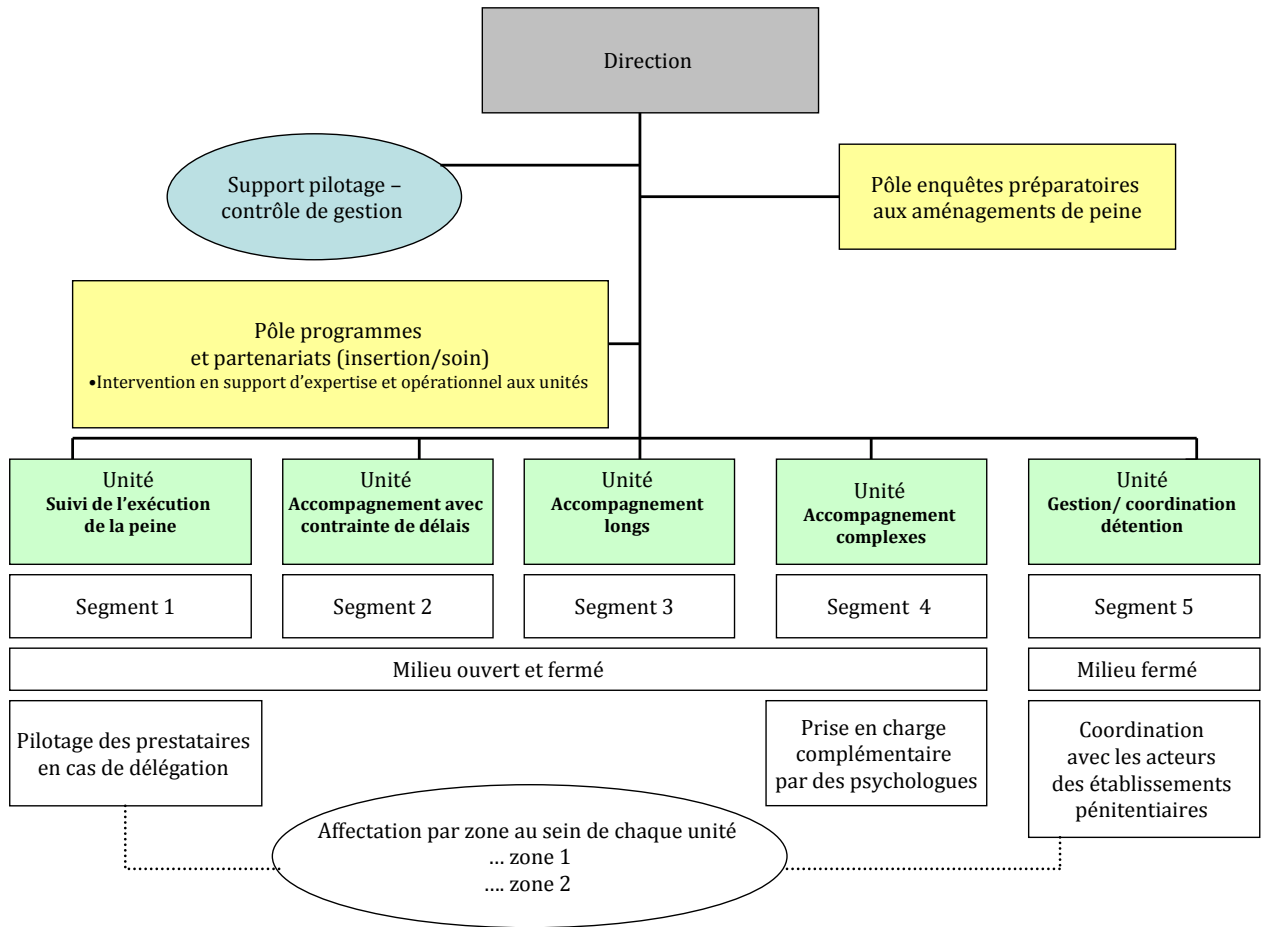 Direction
Support pilotage –
contrôle de gestion
Pôle enquêtes préparatoires
aux aménagements de peine
Pôle programmes
et partenariats (insertion/soin)
•Intervention en support d’expertise et opérationnel aux unités
Unité
Suivi de l’exécution
de la peine
Unité
Accompagnement avec
contrainte de délais
Unité
Accompagnement
longs
Unité
Accompagnement
complexes
Unité
Gestion/ coordination
détention
Segment 1
Segment 2
Segment 3
Segment 4
Segment 5
Milieu ouvert et fermé
Milieu fermé
Pilotage des prestataires
en cas de délégation
Prise en charge
complémentaire
par des psychologues
Coordination
avec les acteurs
des établissements
pénitentiaires
Affectation par zone au sein de chaque unité
... zone 1
.... zone 2